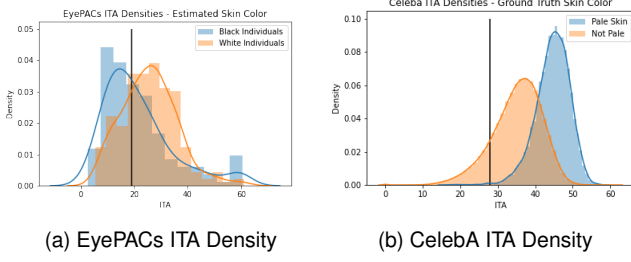 EyePACs ITA Densities - Estimated Skin Color
Density
0.05
0.04
0.03
0.02
0.01
0.00
Black Individuals
White Individuals
0 20 40 60
ITA
(a) EyePACs ITA Density
Celeba ITA Densities - Ground Truth Skin Color
Density
0.10
0.08
0.06
0.04
0.02
0.00
Pale Skin
Not Pale
0 10 20 30 40 50 60
ITA
(b) CelebA ITA Density